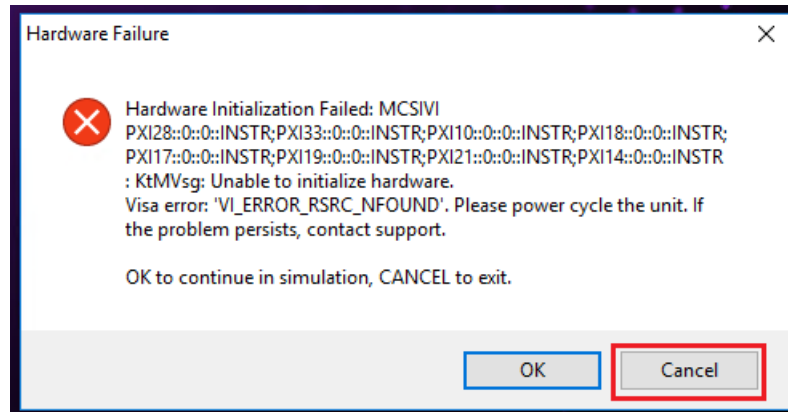 Hardware Failure
Hardware Initialization Failed: MCSIVI
PXI28::0::0::INSTR;PXI33::0::0::INSTR;PXI10::0::0::INSTR;PXI18::0::0::INSTR;
PXI17::0::0::INSTR;PXI19::0::0::INSTR;PXI21::0::0::INSTR;PXI14::0::0::INSTR
: KtMVsg: Unable to initialize hardware.
Visa error: 'VI_ERROR_RSRC_NFOUND'. Please power cycle the unit. If
the problem persists, contact support.
OK to continue in simulation, CANCEL to exit.
OK
Cancel